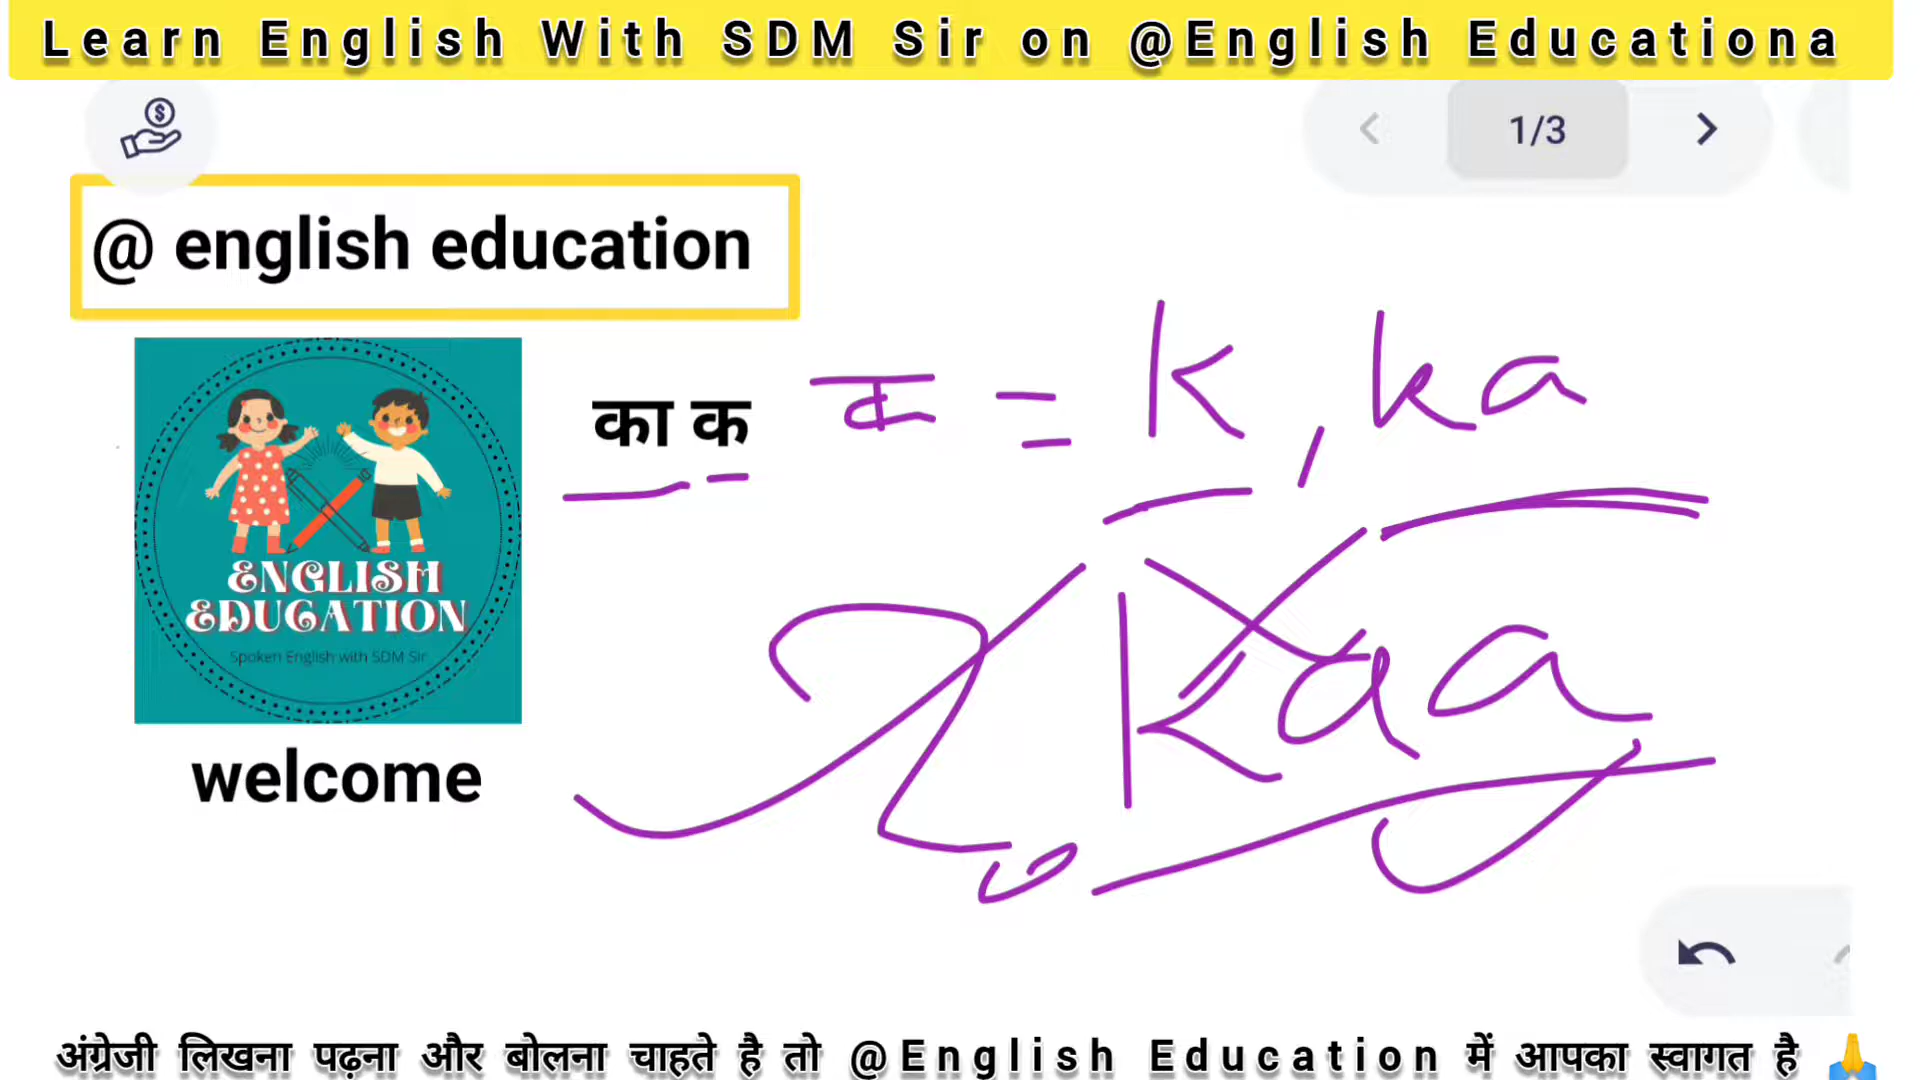 Learn English With SDM Sir on @English Educationa
1/3
@ english education
का क क = K, ka
Kaa
ENGLISH
EDUCATION
Spoken English with SDM Sir
welcome
अंग्रेजी लिखना पढ़ना और बोलना चाहते है तो @English Education में आपका स्वागत है 🙏